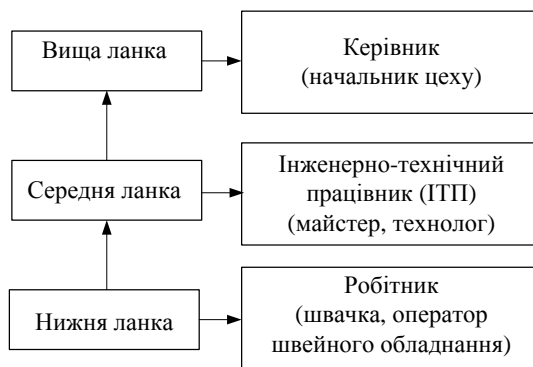 Вища ланка
Керівник
(начальник цеху)
Середня ланка
Інженерно-технічний
працівник (ІТП)
(майстер, технолог)
Нижня ланка
Робітник
(швачка, оператор
швейного обладнання)